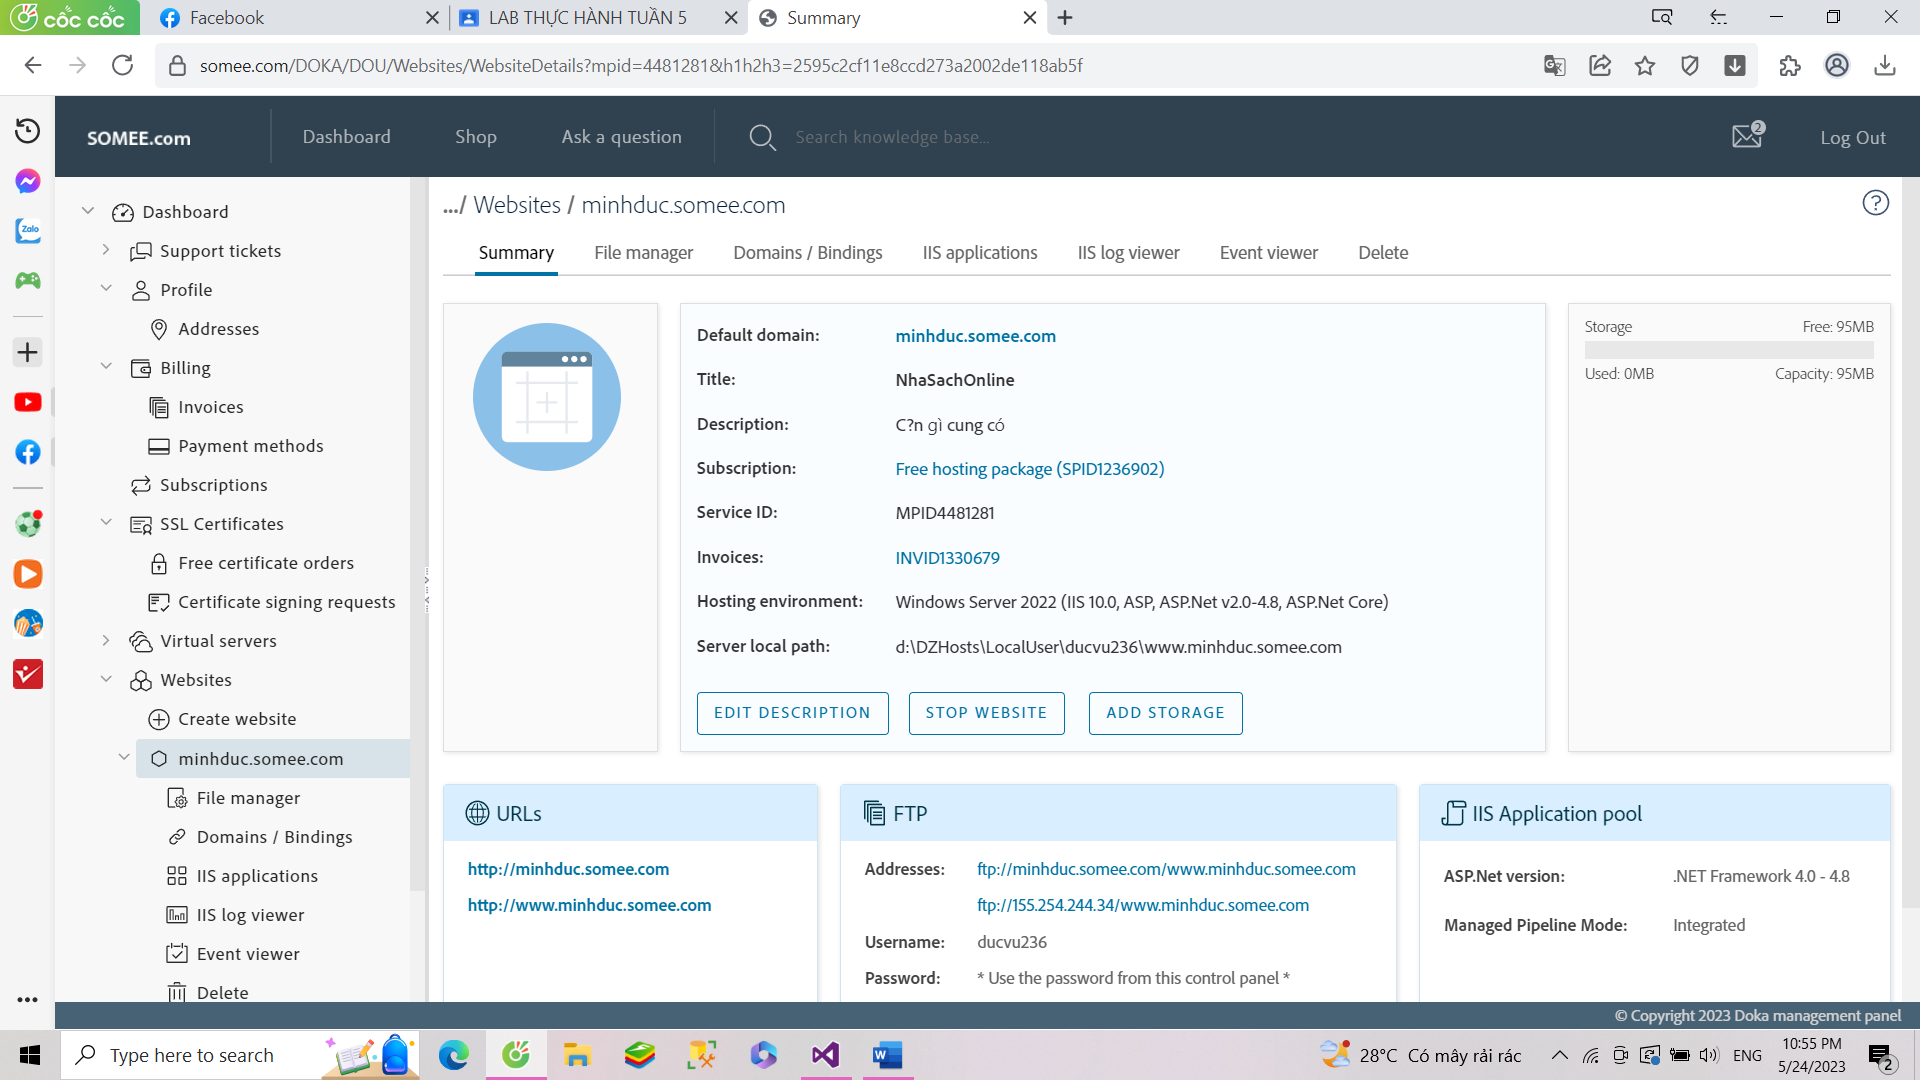 cốc cốc
Facebook
LAB THỰC HÀNH TUẦN 5
Summary
somee.com/DOKA/DOU/Websites/WebsiteDetails?mpid=4481281&h1h2h3=2595c2cf11e8ccd273a2002de118ab5f
SOMEE.com
Dashboard
Shop
Ask a question
Search knowledge base...
2
Log Out
Zalo
Dashboard
Support tickets
Profile
Addresses
Billing
Invoices
Payment methods
Subscriptions
SSL Certificates
Free certificate orders
Certificate signing requests
Virtual servers
Websites
Create website
minhduc.somee.com
File manager
Domains / Bindings
IIS applications
IIS log viewer
Event viewer
Delete
.../ Websites / minhduc.somee.com
Summary
File manager
Domains / Bindings
IIS applications
IIS log viewer
Event viewer
Delete
Default domain: minhduc.somee.com
Title: NhaSachOnline
Description: C?n gì cung có
Subscription: Free hosting package (SPID1236902)
Service ID: MPID4481281
Invoices: INVID1330679
Hosting environment: Windows Server 2022 (IIS 10.0, ASP, ASP.Net v2.0-4.8, ASP.Net Core)
Server local path: d:\DZHosts\LocalUser\ducvu236\www.minhduc.somee.com
EDIT DESCRIPTION
STOP WEBSITE
ADD STORAGE
Storage Free: 95MB
Used: 0MB Capacity: 95MB
URLs
http://minhduc.somee.com
http://www.minhduc.somee.com
FTP
Addresses: ftp://minhduc.somee.com/www.minhduc.somee.com
ftp://155.254.244.34/www.minhduc.somee.com
Username: ducvu236
Password: * Use the password from this control panel *
IIS Application pool
ASP.Net version: .NET Framework 4.0 - 4.8
Managed Pipeline Mode: Integrated
© Copyright 2023 Doka management panel
Type here to search
28°C Có mây rải rác
ENG
10:55 PM
5/24/2023
2